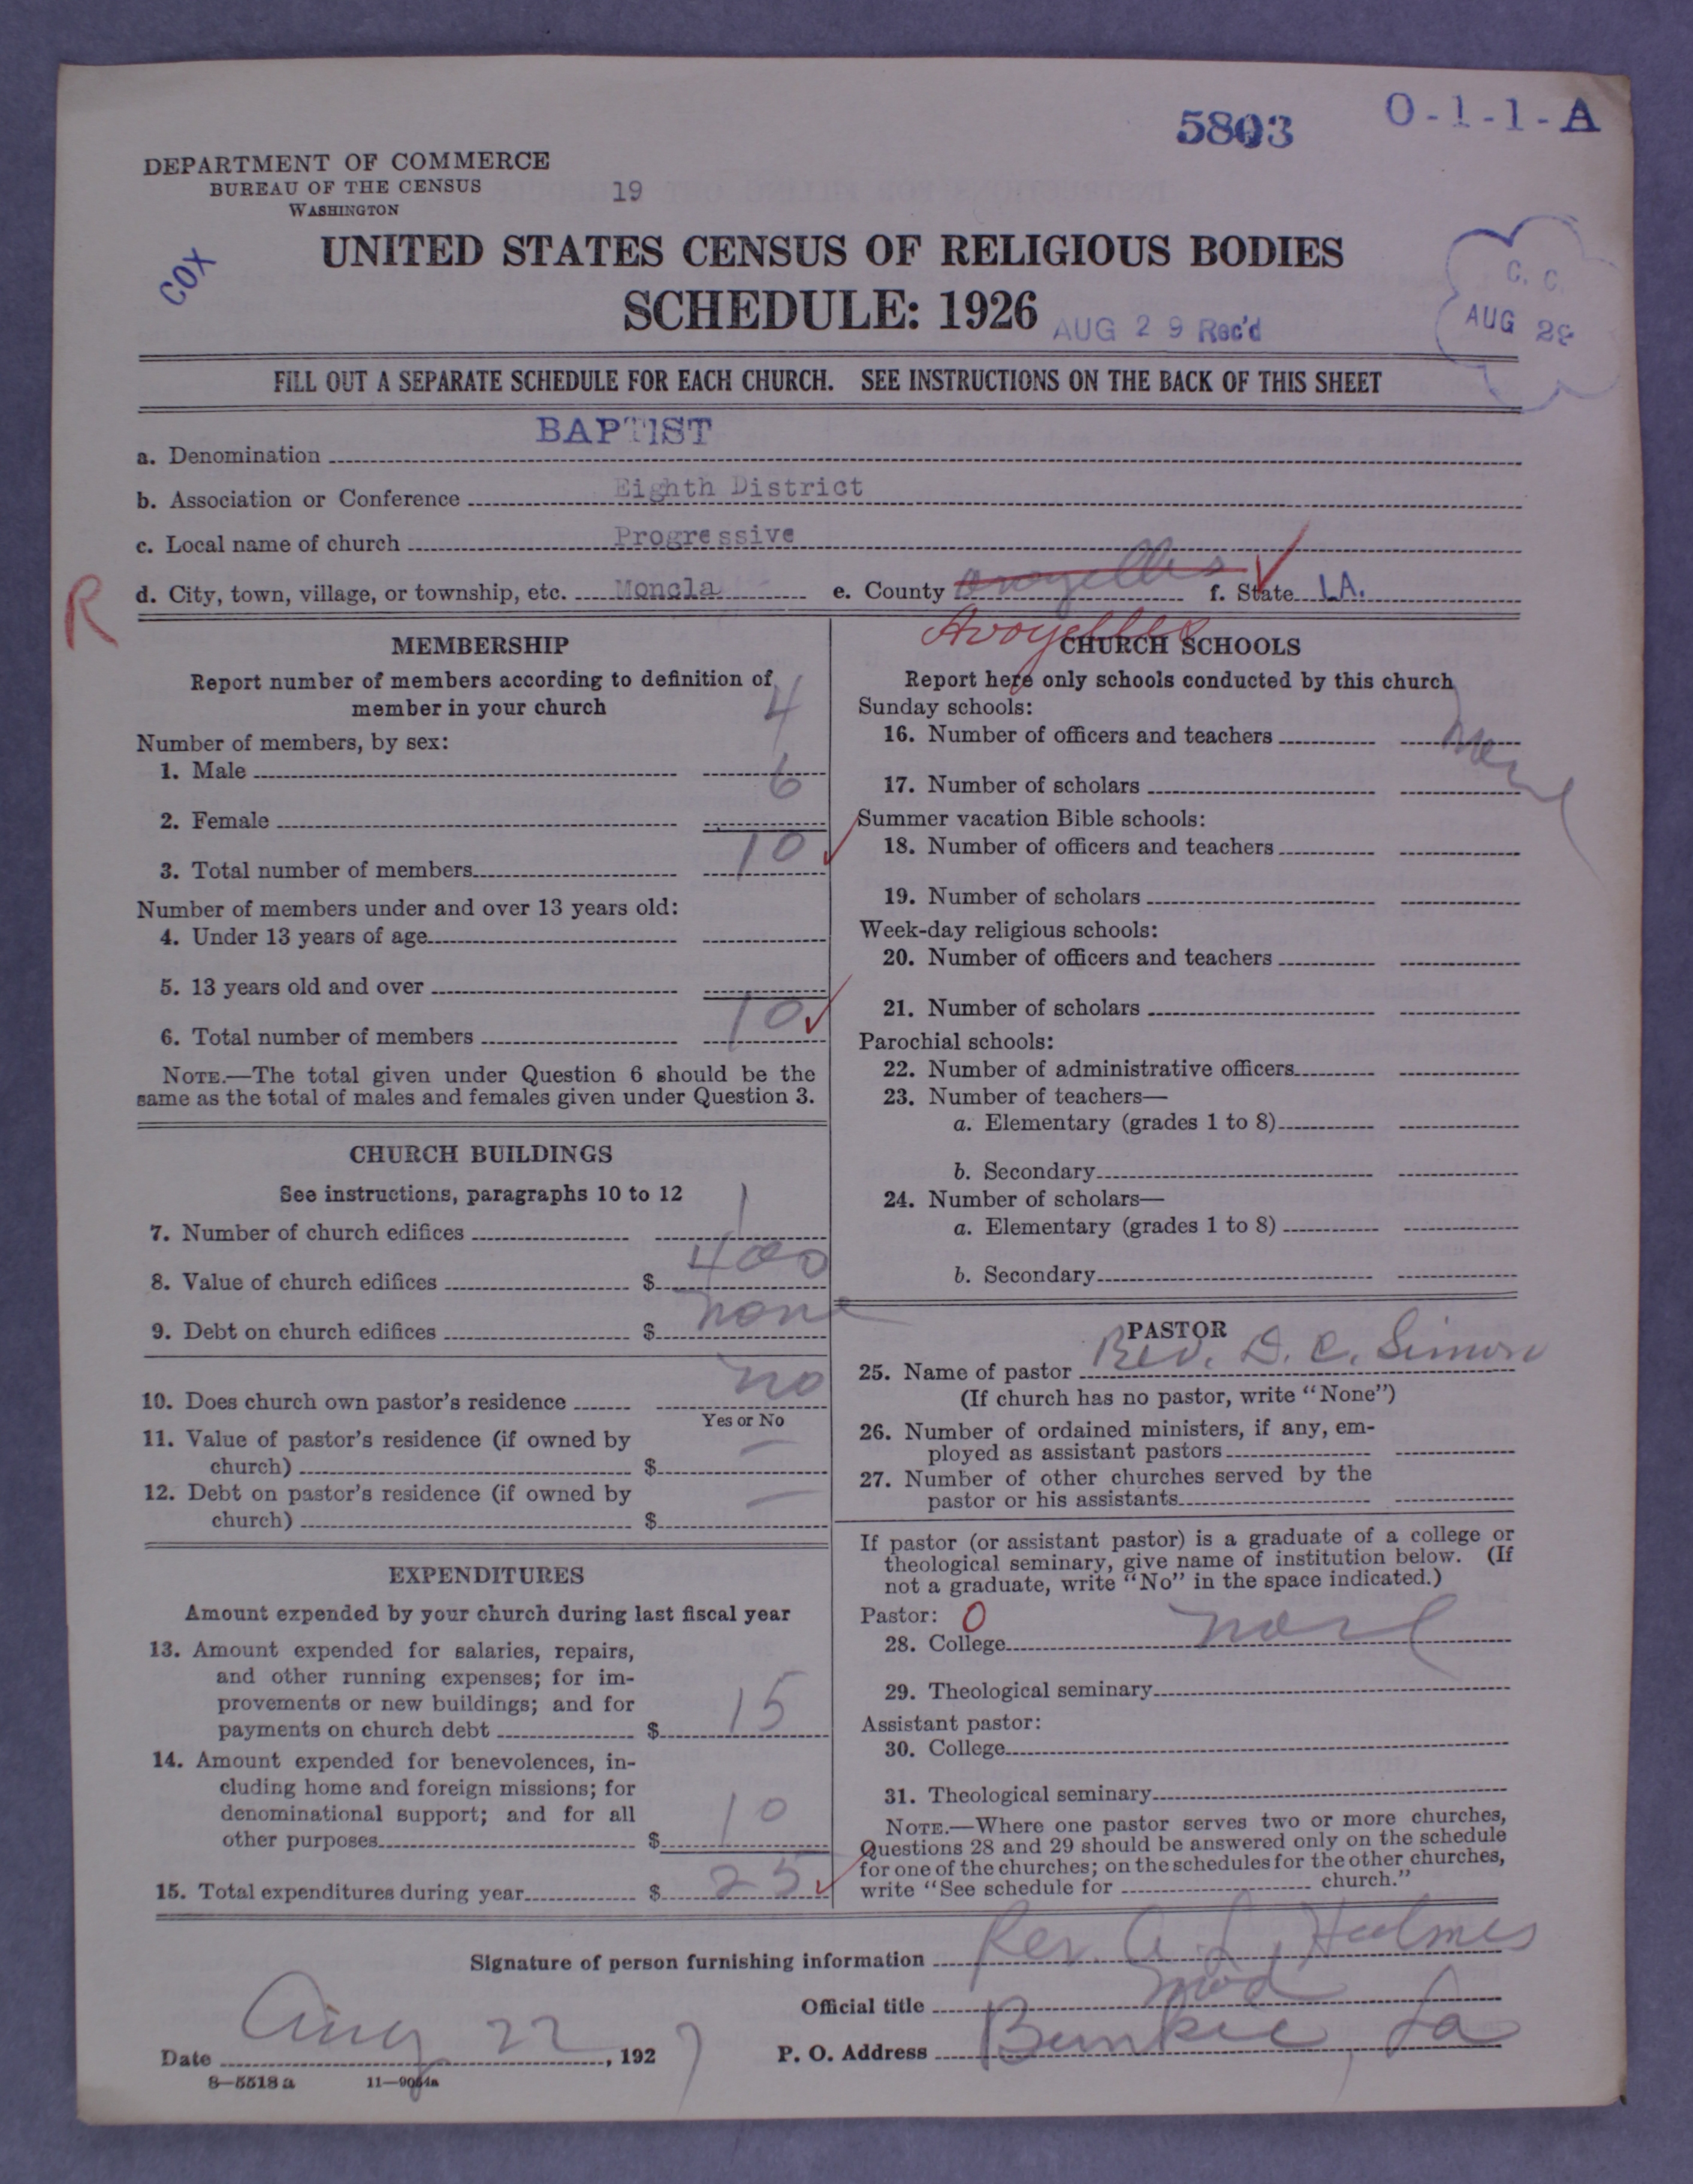 5803 O-1-1-A
DEPARTMENT OF COMMERCE
BUREAU OF THE CENSUS
WASHINGTON
19
COX
UNITED STATES CENSUS OF RELIGIOUS BODIES
SCHEDULE: 1926
AUG 29 Rec'd
C. C.
AUG 29
FILL OUT A SEPARATE SCHEDULE FOR EACH CHURCH. SEE INSTRUCTIONS ON THE BACK OF THIS SHEET
a. Denomination BAPTIST
b. Association or Conference Eighth District
c. Local name of church Progressive
R
d. City, town, village, or township, etc. Moncla e. County Avoyelles f. State LA.
Avoyelles
MEMBERSHIP
Report number of members according to definition of
member in your church
Number of members, by sex:
1. Male 4
2. Female 6
3. Total number of members 10
Number of members under and over 13 years old:
4. Under 13 years of age
5. 13 years old and over
6. Total number of members 10
NOTE.—The total given under Question 6 should be the
same as the total of males and females given under Question 3.
CHURCH BUILDINGS
See instructions, paragraphs 10 to 12
7. Number of church edifices 1
8. Value of church edifices $ 400
9. Debt on church edifices $ none
10. Does church own pastor's residence no
Yes or No
11. Value of pastor's residence (if owned by
church) $ —
12. Debt on pastor's residence (if owned by
church) $ —
EXPENDITURES
Amount expended by your church during last fiscal year
13. Amount expended for salaries, repairs,
and other running expenses; for im-
provements or new buildings; and for
payments on church debt $ 15
14. Amount expended for benevolences, in-
cluding home and foreign missions; for
denominational support; and for all
other purposes $ 10
15. Total expenditures during year $ 25
CHURCH SCHOOLS
Report here only schools conducted by this church
Sunday schools:
16. Number of officers and teachers none
17. Number of scholars
Summer vacation Bible schools:
18. Number of officers and teachers
19. Number of scholars
Week-day religious schools:
20. Number of officers and teachers
21. Number of scholars
Parochial schools:
22. Number of administrative officers
23. Number of teachers—
a. Elementary (grades 1 to 8)
b. Secondary
24. Number of scholars—
a. Elementary (grades 1 to 8)
b. Secondary
PASTOR
25. Name of pastor Rev. D. C. Simon
(If church has no pastor, write "None")
26. Number of ordained ministers, if any, em-
ployed as assistant pastors
27. Number of other churches served by the
pastor or his assistants
If pastor (or assistant pastor) is a graduate of a college or
theological seminary, give name of institution below. (If
not a graduate, write "No" in the space indicated.)
Pastor: O
28. College none
29. Theological seminary
Assistant pastor:
30. College
31. Theological seminary
NOTE.—Where one pastor serves two or more churches,
Questions 28 and 29 should be answered only on the schedule
for one of the churches; on the schedules for the other churches,
write "See schedule for church."
Signature of person furnishing information Rev. A. L. Holmes
Official title Mod
Date Aug 22, 1927 P. O. Address Bunkie, La
8—5518 a 11—9064a